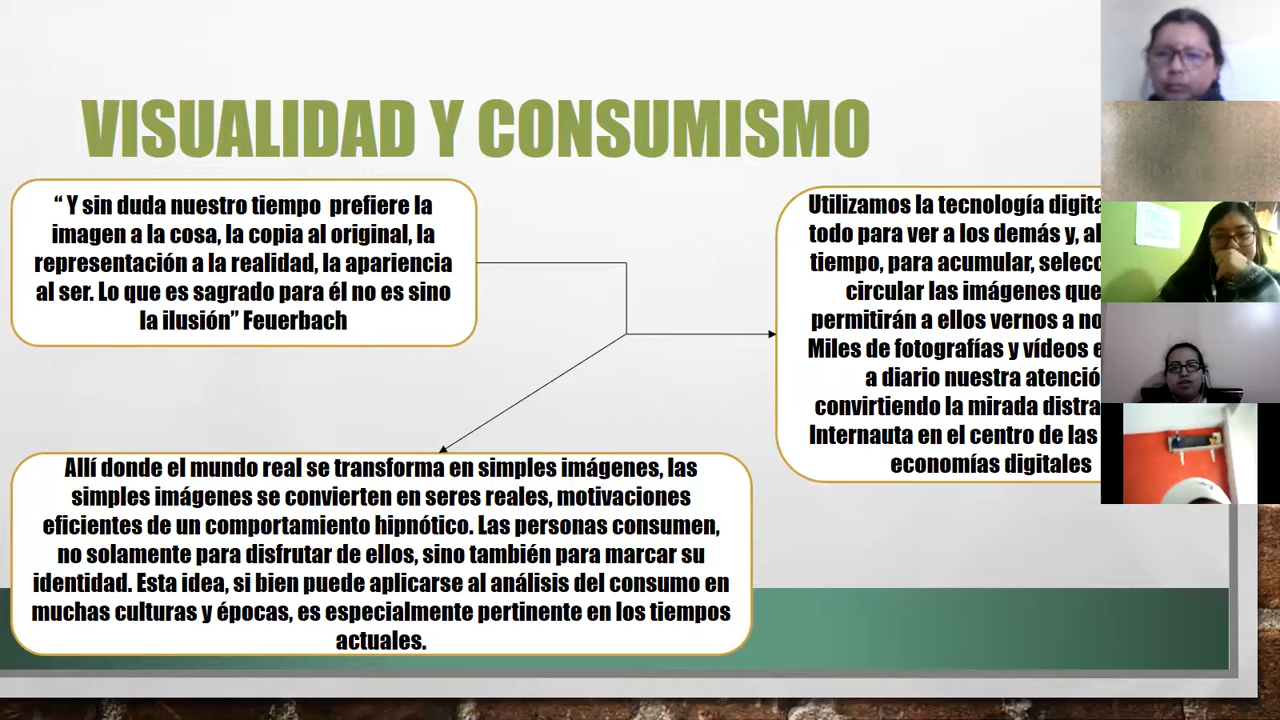 VISUALIDAD Y CONSUMISMO
“ Y sin duda nuestro tiempo prefiere la
imagen a la cosa, la copia al original, la
representación a la realidad, la apariencia
al ser. Lo que es sagrado para él no es sino
la ilusión” Feuerbach
Utilizamos la tecnología
todo para ver a los demás y,
tiempo, para acumular,
circular las imágenes que
permitirán a ellos vernos a
Miles de fotografías y vídeos
a diario nuestra
convirtiendo la mirada
Internauta en el centro de las
economías digitales
Allí donde el mundo real se transforma en simples imágenes, las
simples imágenes se convierten en seres reales, motivaciones
eficientes de un comportamiento hipnótico. Las personas consumen,
no solamente para disfrutar de ellos, sino también para marcar su
identidad. Esta idea, si bien puede aplicarse al análisis del consumo en
muchas culturas y épocas, es especialmente pertinente en los tiempos
actuales.